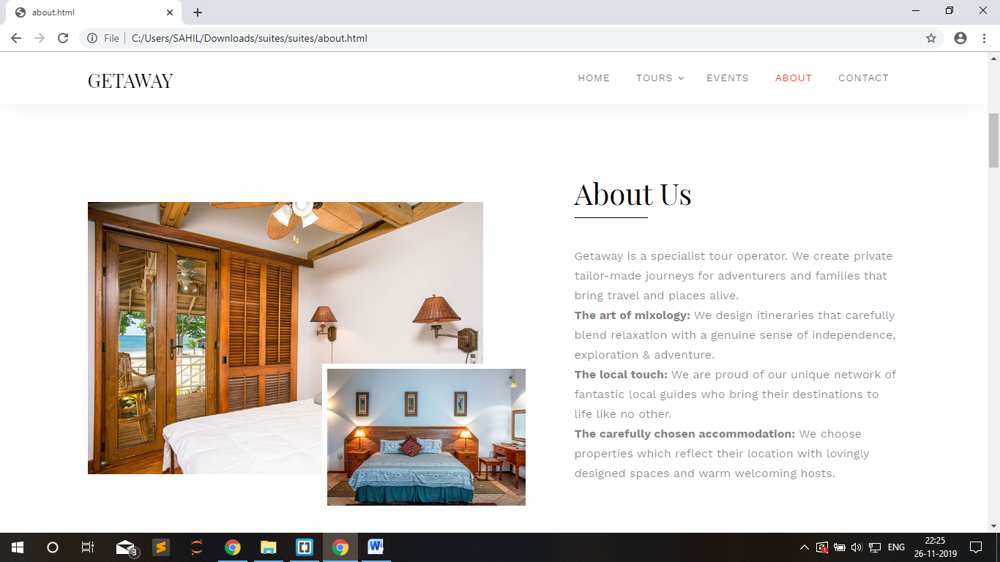 about.html
File
C:/Users/SAHIL/Downloads/suites/suites/about.html
GETAWAY
HOME TOURS EVENTS ABOUT CONTACT
About Us
Getaway is a specialist tour operator. We create private
tailor-made journeys for adventurers and families that
bring travel and places alive.
The art of mixology: We design itineraries that carefully
blend relaxation with a genuine sense of independence,
exploration & adventure.
The local touch: We are proud of our unique network of
fantastic local guides who bring their destinations to
life like no other.
The carefully chosen accommodation: We choose
properties which reflect their location with lovingly
designed spaces and warm welcoming hosts.
3
ENG
22:25
26-11-2019